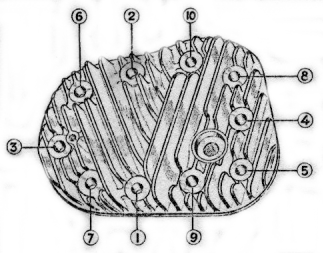 ⑥ ② ⑩
⑧
③ ④
⑤
⑦ ① ⑨